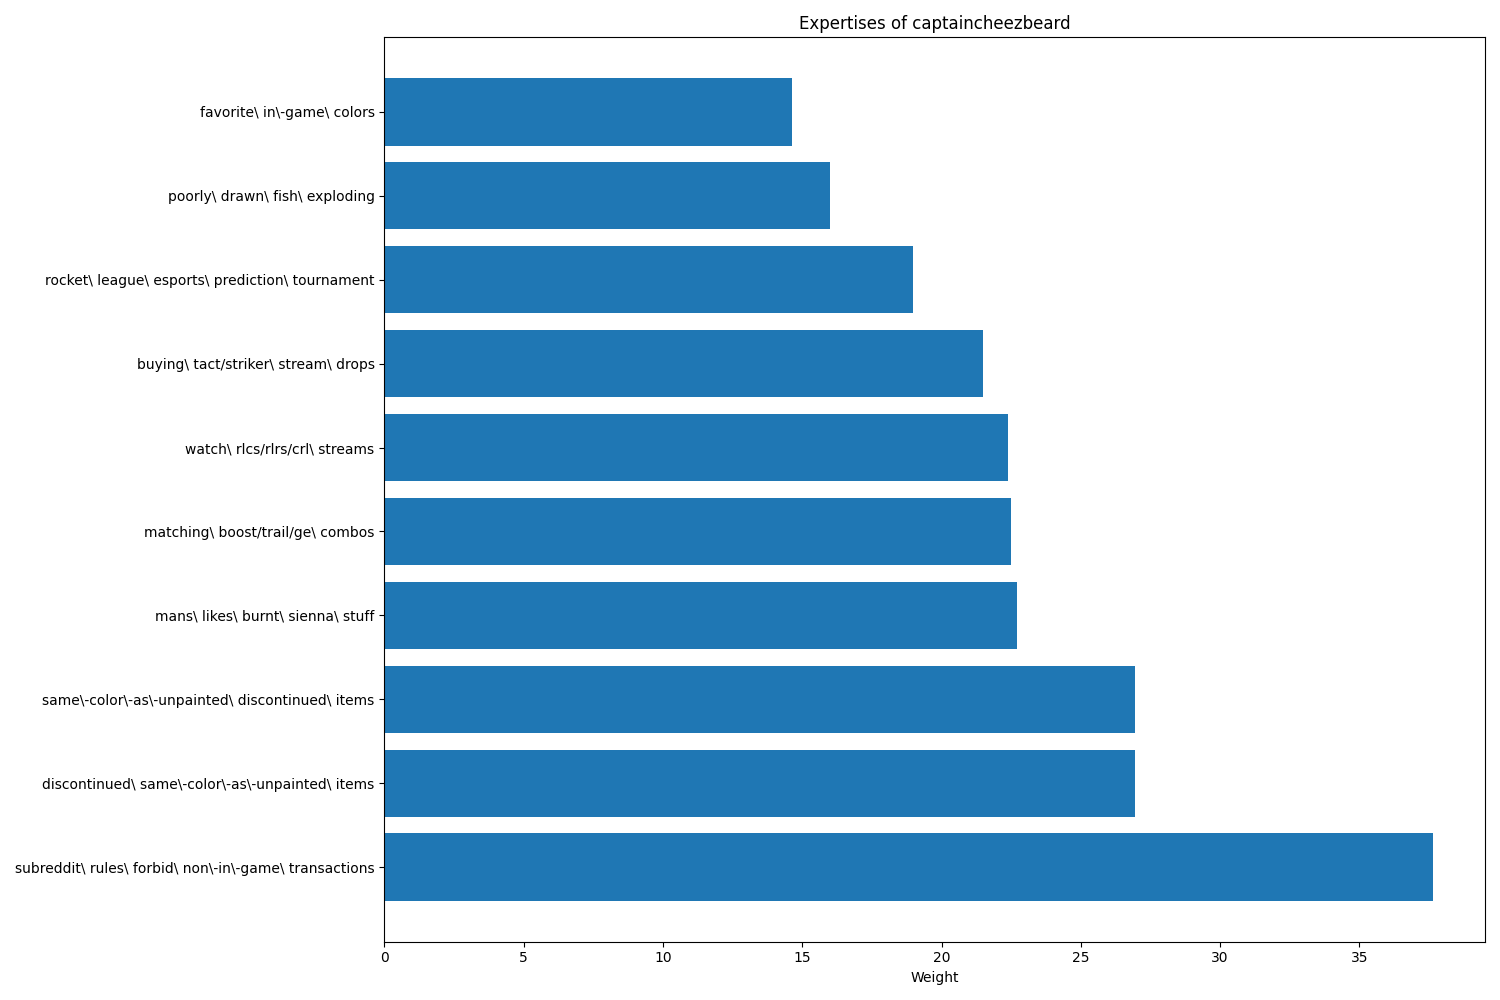 Expertises of captaincheezbeard
favorite\ in\-game\ colors
poorly\ drawn\ fish\ exploding
rocket\ league\ esports\ prediction\ tournament
buying\ tact/striker\ stream\ drops
watch\ rlcs/rlrs/crl\ streams
matching\ boost/trail/ge\ combos
mans\ likes\ burnt\ sienna\ stuff
same\-color\-as\-unpainted\ discontinued\ items
discontinued\ same\-color\-as\-unpainted\ items
subreddit\ rules\ forbid\ non\-in\-game\ transactions
0 5 10 15 20 25 30 35
Weight